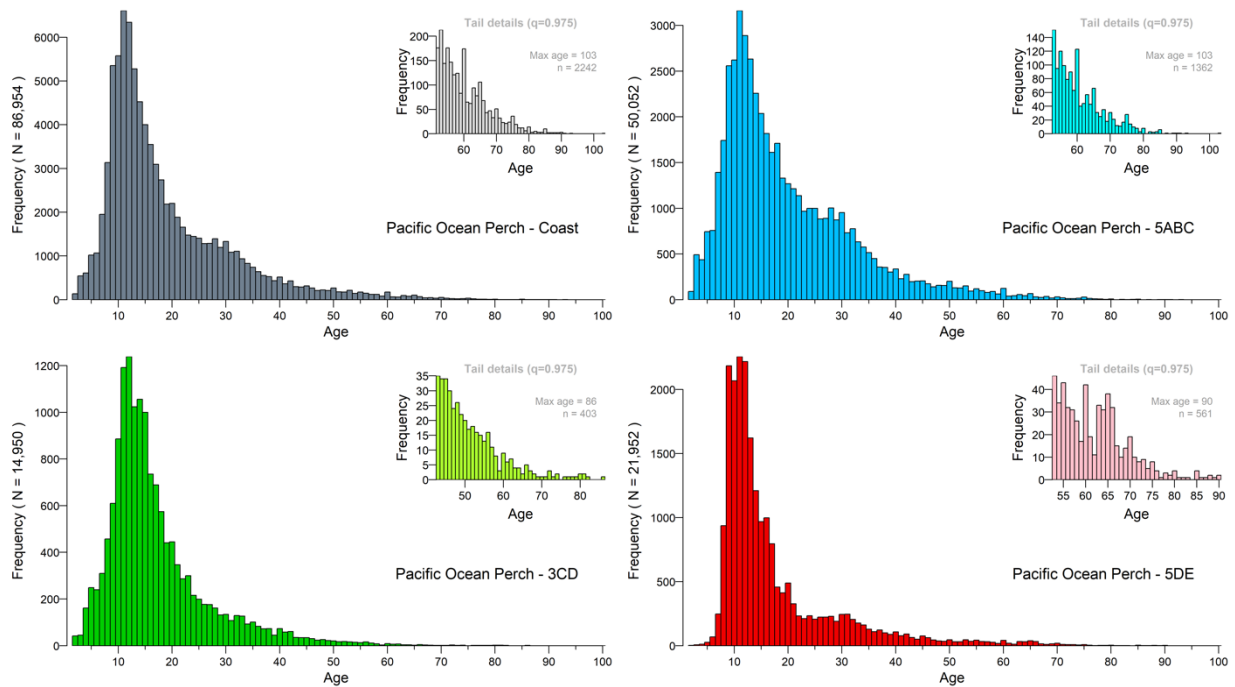 Frequency ( N = 86,954
0
1000
2000
3000
4000
5000
6000
10 20 30 40 50 60 70 80 90 100
Age
Pacific Ocean Perch - Coast
Tail details (q=0.975)
Max age = 103
n = 2242
Frequency
0
50
100
150
200
60 70 80 90 100
Age
Frequency ( N = 50,052
0
500
1000
1500
2000
2500
3000
10 20 30 40 50 60 70 80 90 100
Age
Pacific Ocean Perch - 5ABC
Tail details (q=0.975)
Max age = 103
n = 1362
Frequency
0
20
40
60
80
100
120
140
60 70 80 90 100
Age
Frequency ( N = 14,950
0
200
400
600
800
1000
1200
10 20 30 40 50 60 70 80 90 100
Age
Pacific Ocean Perch - 3CD
Tail details (q=0.975)
Max age = 86
n = 403
Frequency
0
5
10
15
20
25
30
35
50 60 70 80
Age
Frequency ( N = 21,952
0
500
1000
1500
2000
10 20 30 40 50 60 70 80 90 100
Age
Pacific Ocean Perch - 5DE
Tail details (q=0.975)
Max age = 90
n = 561
Frequency
0
10
20
30
40
55 60 65 70 75 80 85 90
Age